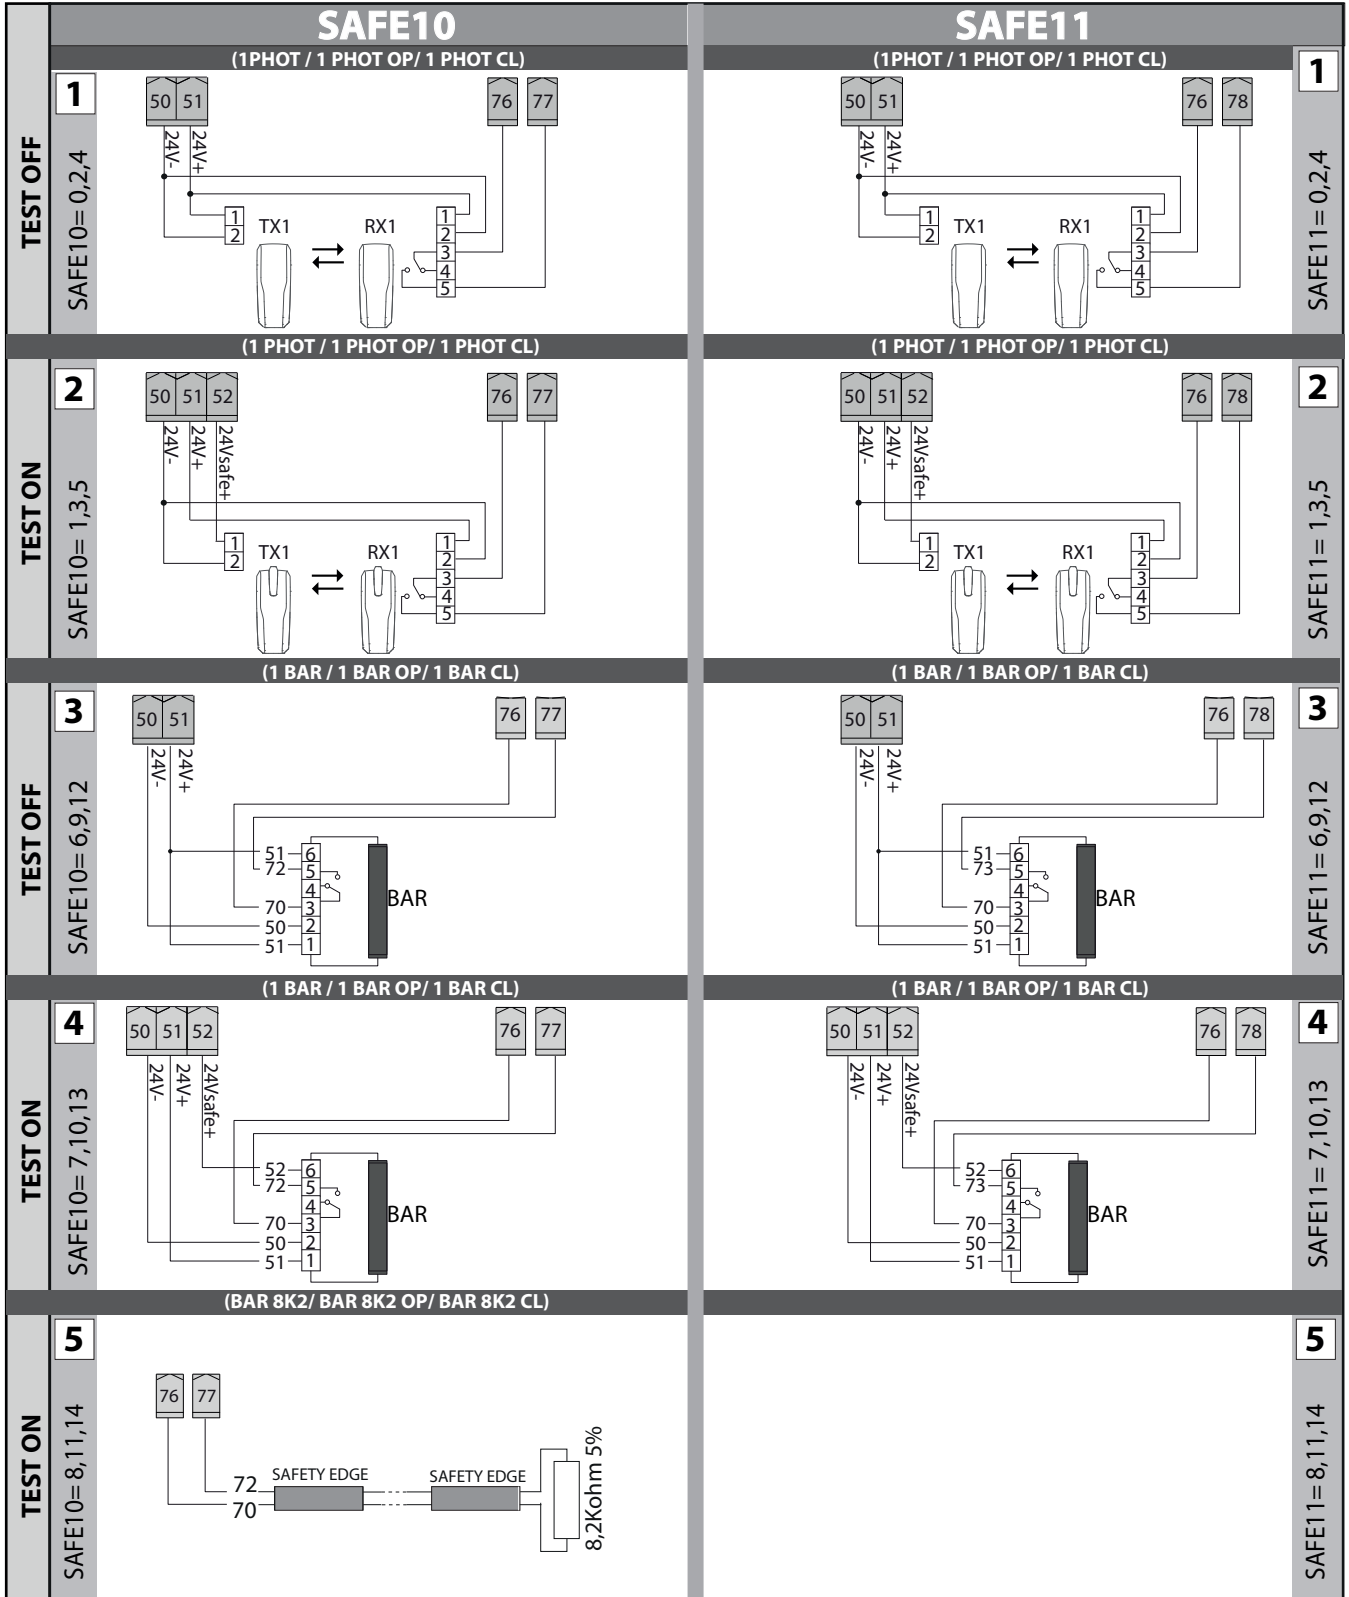 SAFE10
SAFE11
(1PHOT / 1 PHOT OP/ 1 PHOT CL)
(1PHOT / 1 PHOT OP/ 1 PHOT CL)
TEST OFF
1
SAFE10= 0,2,4
50 51
76 77
24V-
24V+
1
2
TX1
RX1
1
2
3
4
5
50 51
76 78
24V-
24V+
1
2
TX1
RX1
1
2
3
4
5
1
SAFE11= 0,2,4
(1 PHOT / 1 PHOT OP/ 1 PHOT CL)
(1 PHOT / 1 PHOT OP/ 1 PHOT CL)
TEST ON
2
SAFE10= 1,3,5
50 51 52
76 77
24V-
24V+
24Vsafe+
1
2
TX1
RX1
1
2
3
4
5
50 51 52
76 78
24V-
24V+
24Vsafe+
1
2
TX1
RX1
1
2
3
4
5
2
SAFE11= 1,3,5
(1 BAR / 1 BAR OP/ 1 BAR CL)
(1 BAR / 1 BAR OP/ 1 BAR CL)
TEST OFF
3
SAFE10= 6,9,12
50 51
76 77
24V-
24V+
51 6
72 5
4
70 3
50 2
51 1
BAR
50 51
76 78
24V-
24V+
51 6
73 5
4
70 3
50 2
51 1
BAR
3
SAFE11= 6,9,12
(1 BAR / 1 BAR OP/ 1 BAR CL)
(1 BAR / 1 BAR OP/ 1 BAR CL)
TEST ON
4
SAFE10= 7,10,13
50 51 52
76 77
24V-
24V+
24Vsafe+
52 6
72 5
4
70 3
50 2
51 1
BAR
50 51 52
76 78
24V-
24V+
24Vsafe+
52 6
73 5
4
70 3
50 2
51 1
BAR
4
SAFE11= 7,10,13
(BAR 8K2/ BAR 8K2 OP/ BAR 8K2 CL)
TEST ON
5
SAFE10= 8,11,14
76 77
72
70
SAFETY EDGE
SAFETY EDGE
8,2Kohm 5%
5
SAFE11= 8,11,14